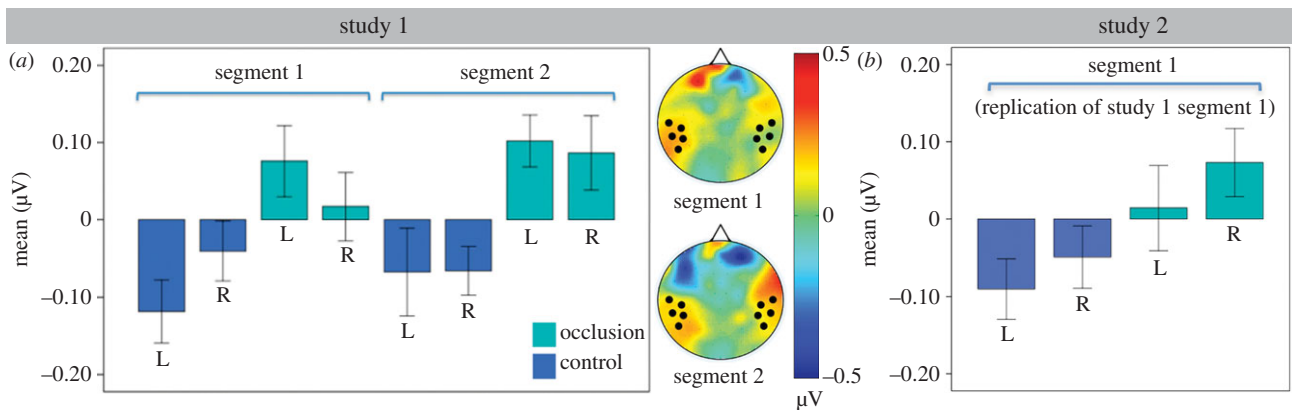 study 1
study 2
(a)
0.20
0.10
0
–0.10
–0.20
mean (µV)
segment 1
segment 2
L
R
L
R
L
R
L
R
occlusion
control
segment 1
segment 2
0.5
0
–0.5
µV
(b)
0.20
0.10
0
–0.10
–0.20
mean (µV)
segment 1
(replication of study 1 segment 1)
L
R
L
R